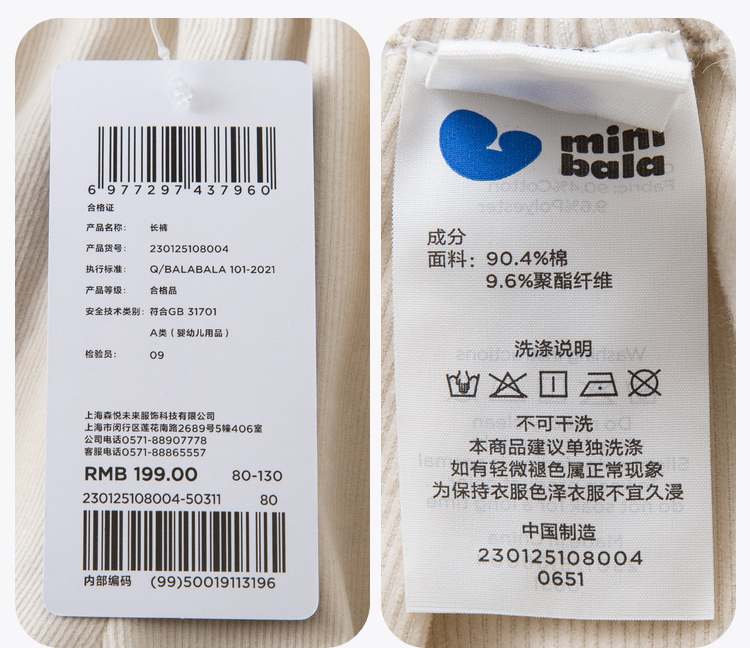 6 977297 437960
合格证
产品名称： 长裤
产品货号： 230125108004
执行标准： Q/BALABALA 101-2021
产品等级： 合格品
安全技术类别：符合GB 31701
A类（婴幼儿用品）
检验员： 09
上海森悦未来服饰科技有限公司
上海市闵行区莲花南路2689号5幢406室
公司电话0571-88907778
客服电话0571-88865557
RMB 199.00 80-130
230125108004-50311 80
内部编码 (99)50019113196
mini
bala
成分
面料：90.4%棉
9.6%聚酯纤维
洗涤说明
不可干洗
本商品建议单独洗涤
如有轻微褪色属正常现象
为保持衣服色泽衣服不宜久浸
中国制造
230125108004
0651